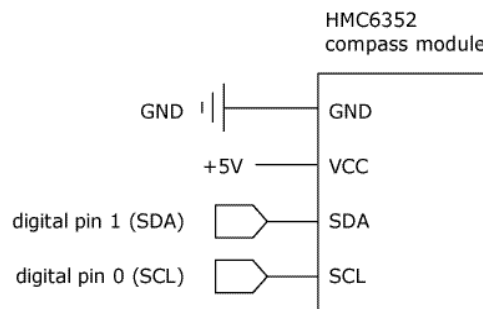 HMC6352
compass module
GND GND
+5V VCC
digital pin 1 (SDA) SDA
digital pin 0 (SCL) SCL